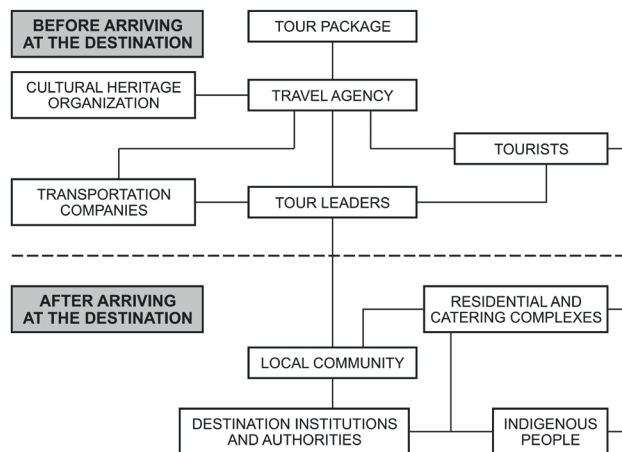 BEFORE ARRIVING
AT THE DESTINATION
TOUR PACKAGE
CULTURAL HERITAGE
ORGANIZATION
TRAVEL AGENCY
TOURISTS
TRANSPORTATION
COMPANIES
TOUR LEADERS
AFTER ARRIVING
AT THE DESTINATION
RESIDENTIAL AND
CATERING COMPLEXES
LOCAL COMMUNITY
DESTINATION INSTITUTIONS
AND AUTHORITIES
INDIGENOUS
PEOPLE